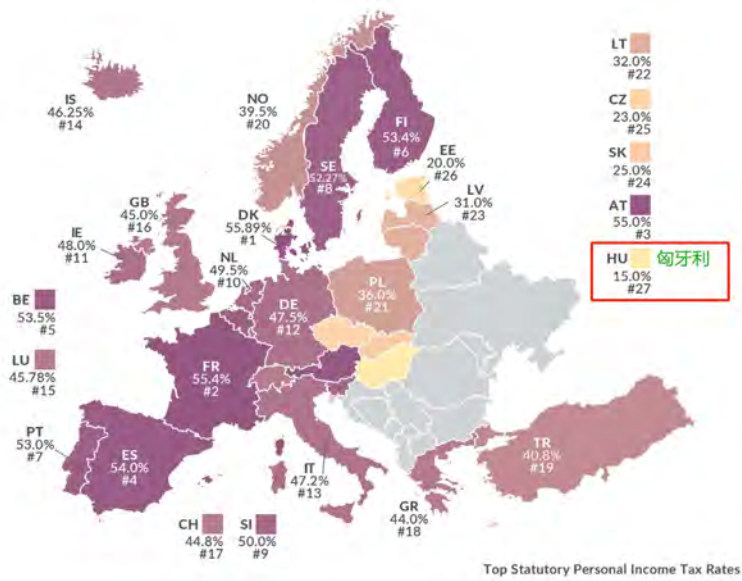 IS
46.25%
#14
NO
39.5%
#20
FI
53.4%
#6
SE
52.27%
#8
EE
20.0%
#26
LV
31.0%
#23
LT
32.0%
#22
CZ
23.0%
#25
SK
25.0%
#24
AT
55.0%
#3
HU 匈牙利
15.0%
#27
GB
45.0%
#16
IE
48.0%
#11
DK
55.89%
#1
NL
49.5%
#10
DE
47.5%
#12
PL
36.0%
#21
BE
53.5%
#5
LU
45.78%
#15
FR
55.4%
#2
PT
53.0%
#7
ES
54.0%
#4
IT
47.2%
#13
TR
40.8%
#19
GR
44.0%
#18
CH
44.8%
#17
SI
50.0%
#9
Top Statutory Personal Income Tax Rates